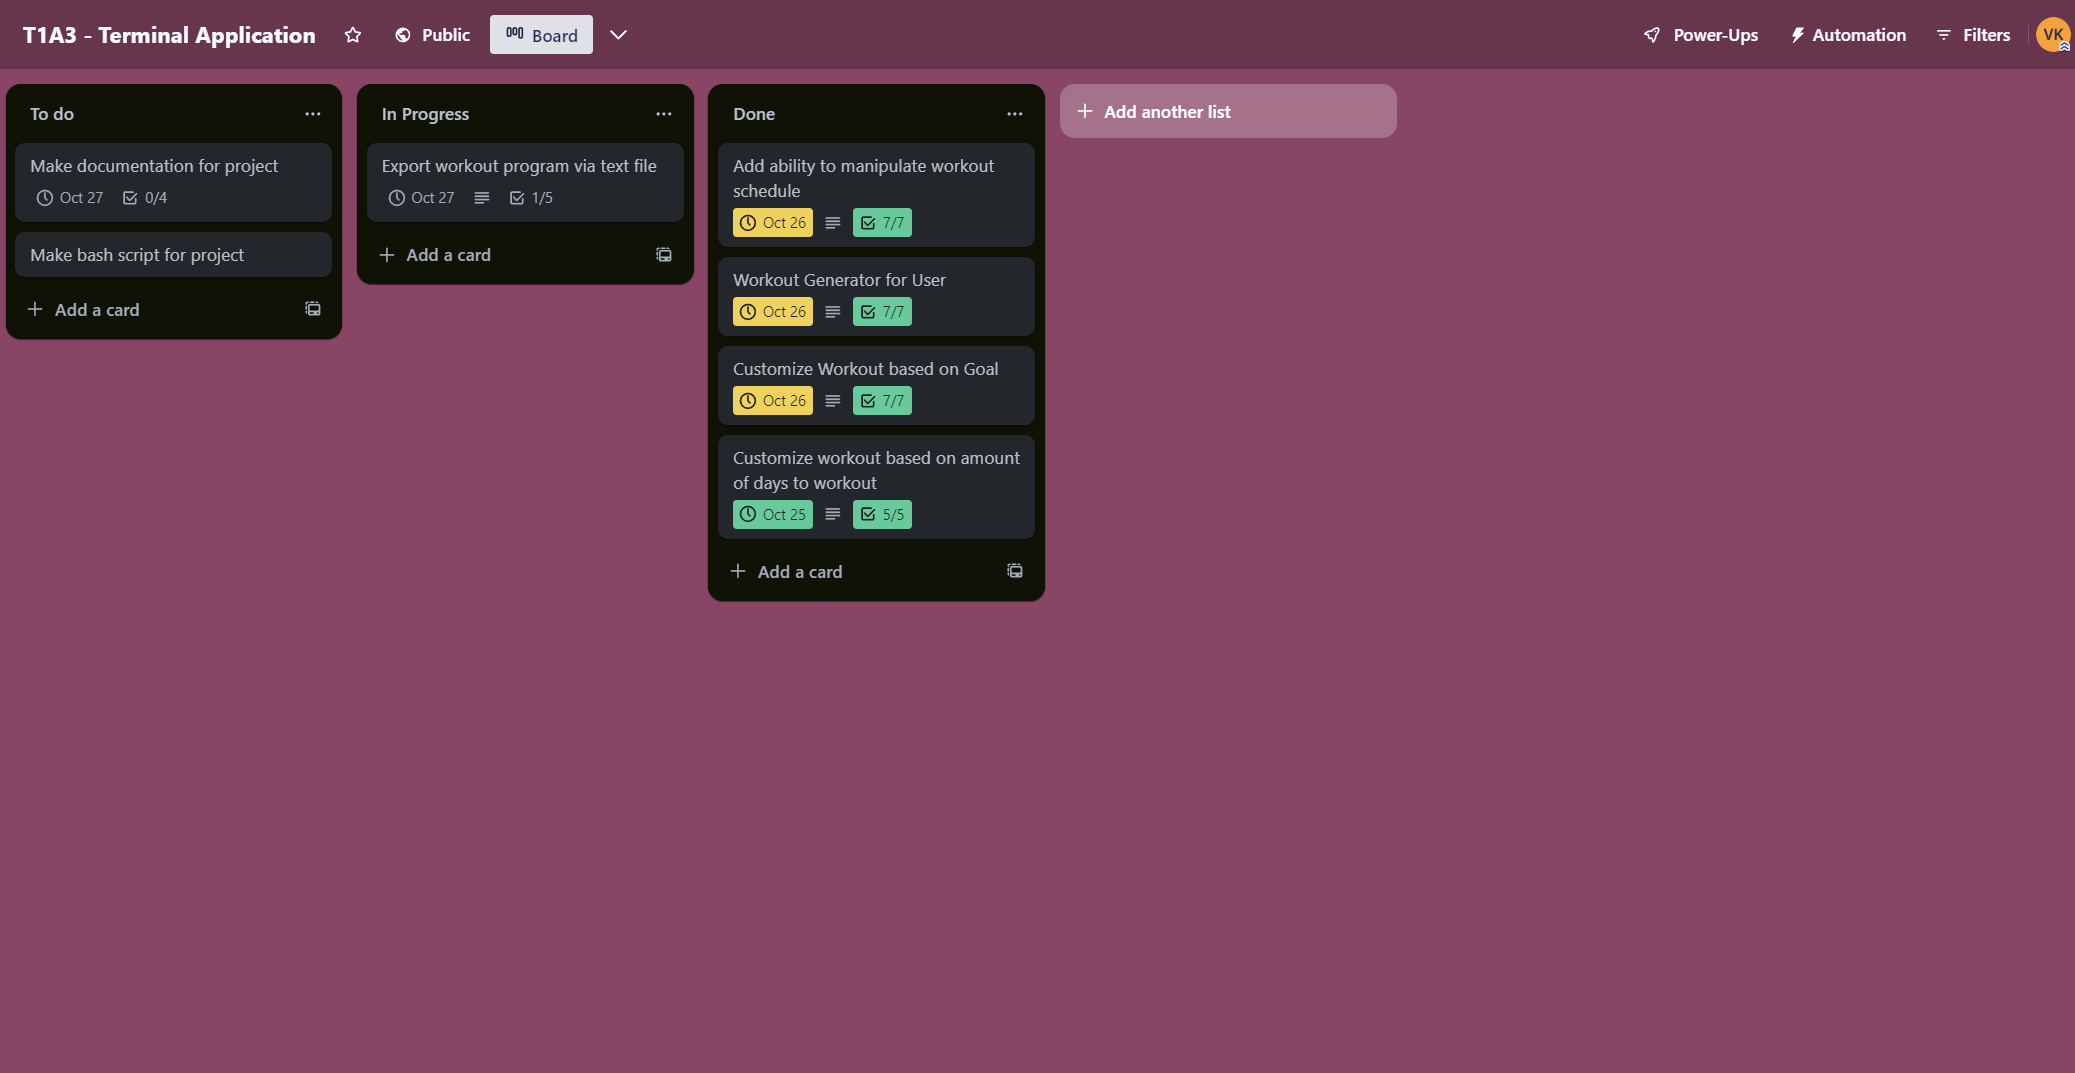 T1A3 - Terminal Application
Public
Board
Power-Ups
Automation
Filters
VK
To do
Make documentation for project
Oct 27 0/4
Make bash script for project
Add a card
In Progress
Export workout program via text file
Oct 27 1/5
Add a card
Done
Add ability to manipulate workout
schedule
Oct 26 7/7
Workout Generator for User
Oct 26 7/7
Customize Workout based on Goal
Oct 26 7/7
Customize workout based on amount
of days to workout
Oct 25 5/5
Add a card
Add another list